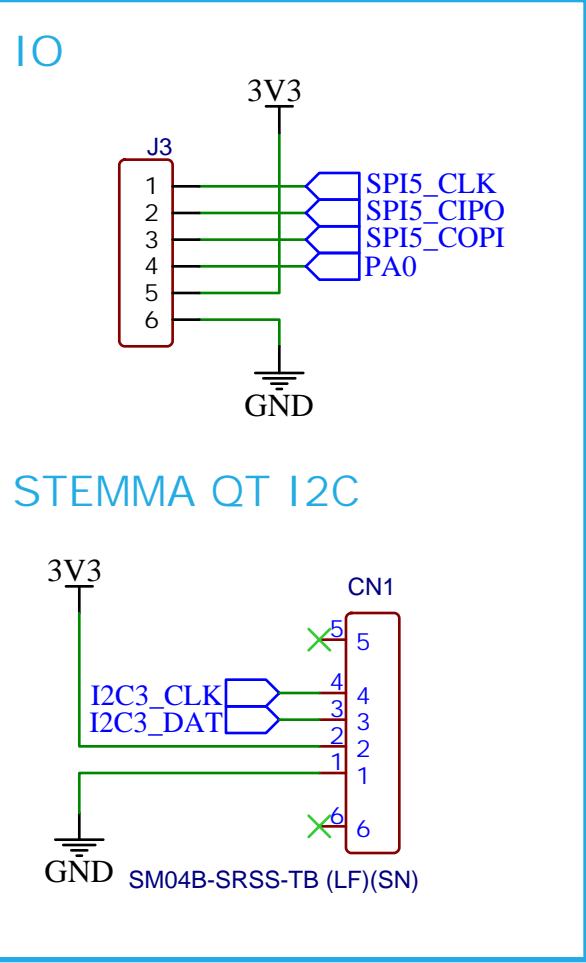 IO
3V3
J3
1 SPI5_CLK
2 SPI5_CIPO
3 SPI5_COPI
4 PA0
5
6
GND
STEMMA QT I2C
3V3
CN1
5 5
I2C3_CLK 4 4
I2C3_DAT 3 3
2 2
1 1
6 6
GND
SM04B-SRSS-TB (LF)(SN)